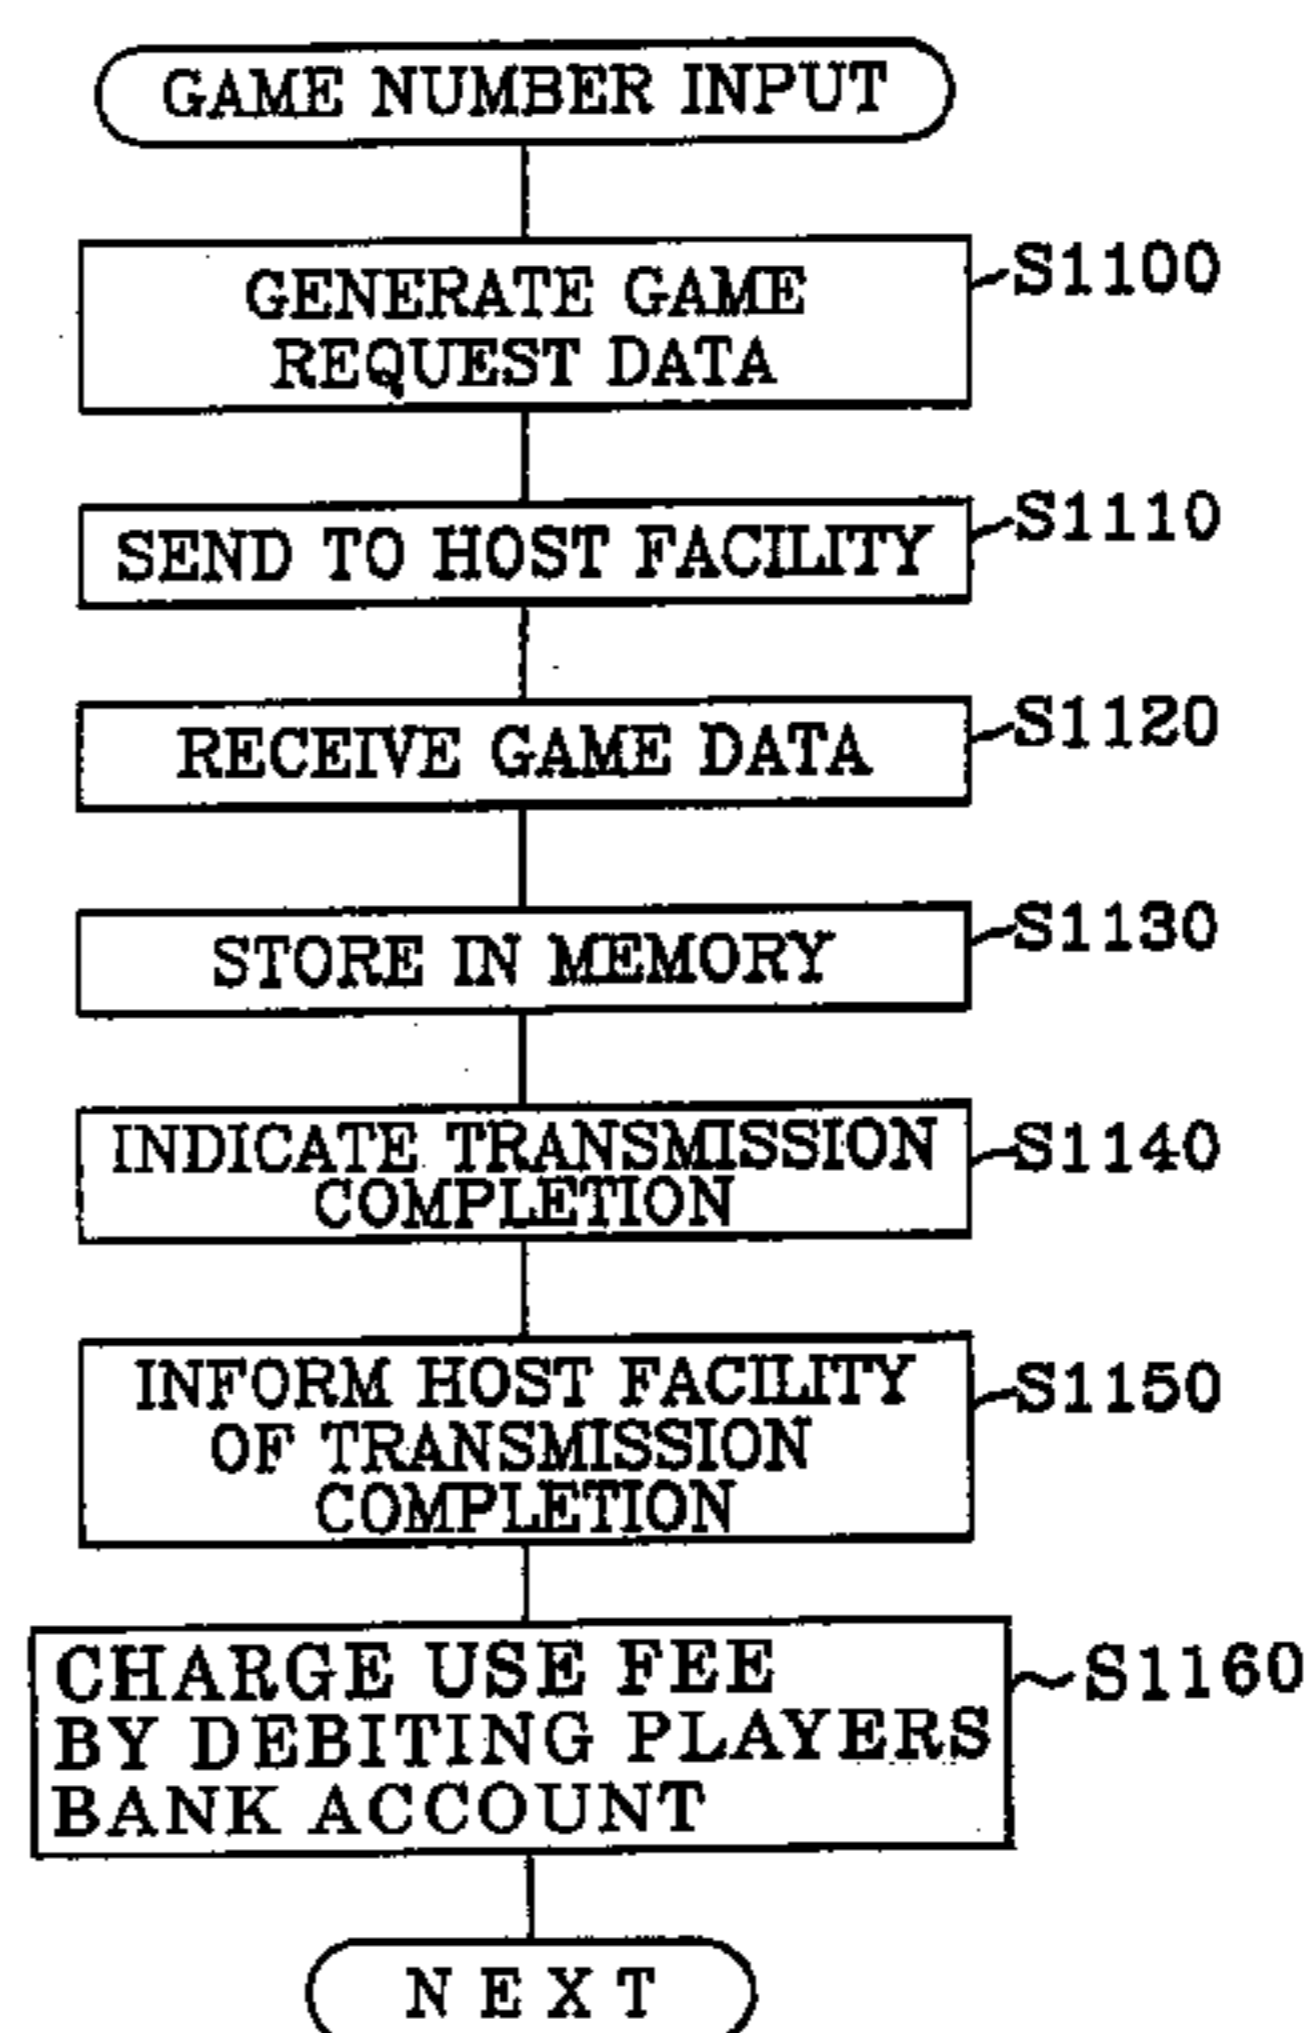 GAME NUMBER INPUT
GENERATE GAME
REQUEST DATA
S1100
SEND TO HOST FACILITY
S1110
RECEIVE GAME DATA
S1120
STORE IN MEMORY
S1130
INDICATE TRANSMISSION
COMPLETION
S1140
INFORM HOST FACILITY
OF TRANSMISSION
COMPLETION
S1150
CHARGE USE FEE
BY DEBITING PLAYERS
BANK ACCOUNT
S1160
NEXT